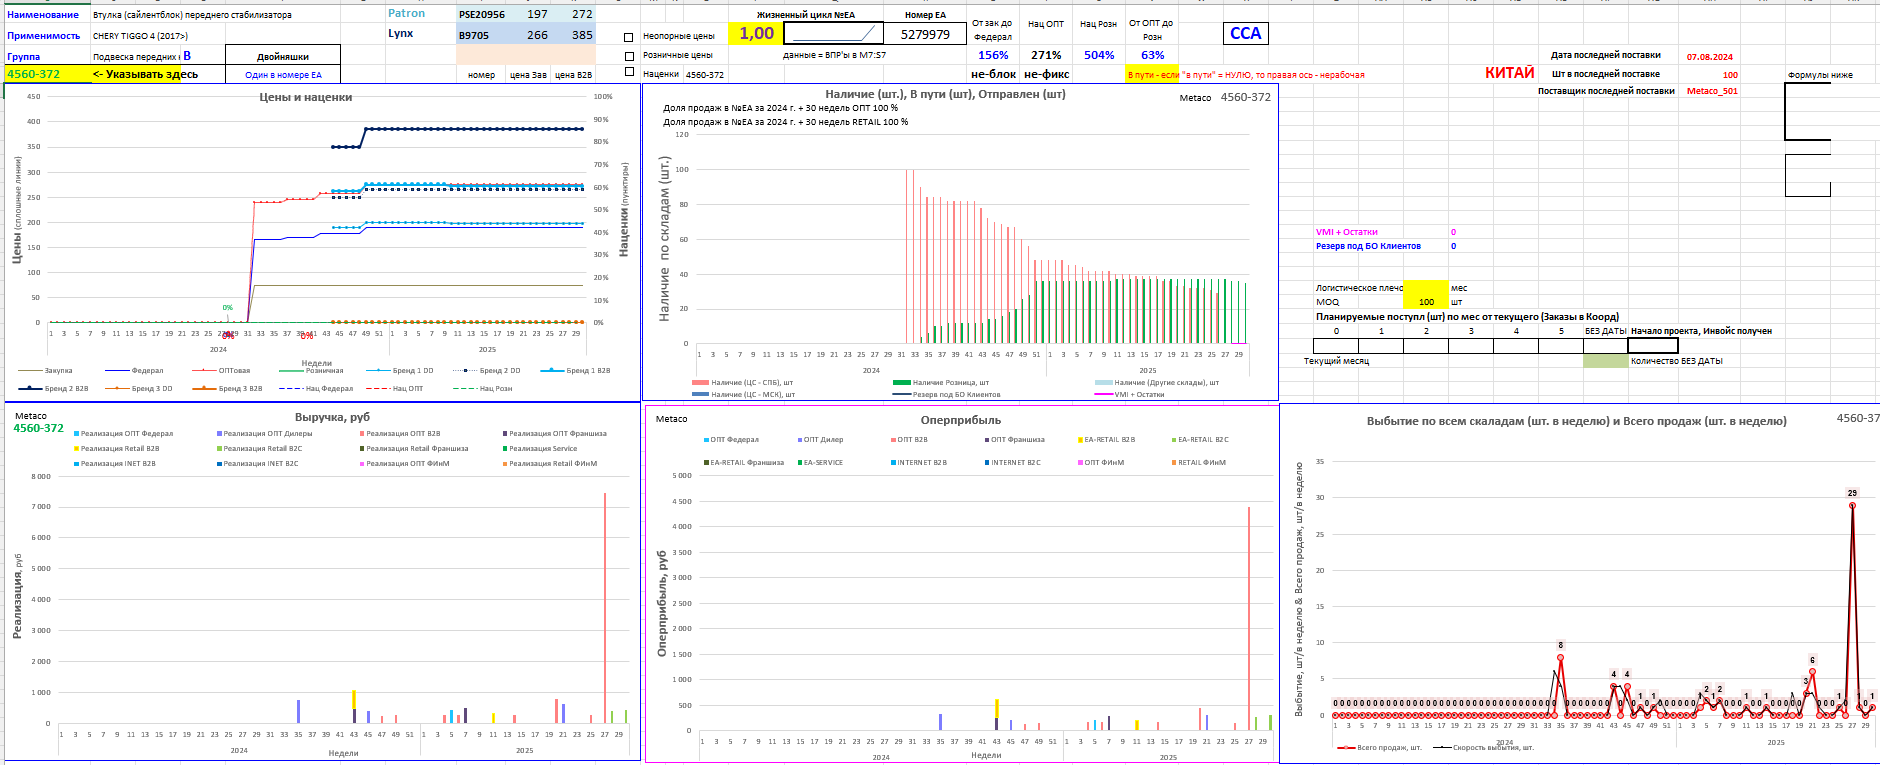 Наименование Втулка (сайлентблок) переднего стабилизатора Patron PSE20956 197 272 Жизненный цикл №EA Номер EA
Применимость CHERY TIGGO 4 (2017>) Lynx B9705 266 385 Неопорные цены 1,00 5279979 От зак до Федерал Нац ОПТ Нац Розн От ОПТ до Розн CCA
Группа Подвеска передних к B Двойняшки Розничные цены данные = ВПР'ы в M7:S7 156% 271% 504% 63% Дата последней поставки 07.08.2024
4560-372 <- Указывать здесь Один в номере EA номер цена Зав цена B2B Наценки 4560-372 не-блок не-фикс В пути - если "в пути" = НУЛЮ, то правая ось - нерабочая КИТАЙ Шт в последней поставке 100 Формулы ниже
Поставщик последней поставки Metaco_501
Цены и наценки
Цены (сплошные линии)
450
400
350
300
250
200
150
100
50
0
100%
90%
80%
70%
60%
50%
40%
30%
20%
10%
0%
Наценки (пунктиры)
0%
0%
0%
1 3 5 7 9 11 13 15 17 19 21 23 25 27 29 31 33 35 37 39 41 43 45 47 49 51 1 3 5 7 9 11 13 15 17 19 21 23 25 27 29
2024 2025
Недели
Закупка Федерал ОПТовая Розничная Бренд 1 DD Бренд 2 DD Бренд 1 B2B
Бренд 2 B2B Бренд 3 DD Бренд 3 B2B Нац Федерал Нац ОПТ Нац Розн
Наличие (шт.), В пути (шт), Отправлен (шт)
Metaco 4560-372
Доля продаж в №EA за 2024 г. + 30 недель ОПТ 100 %
Доля продаж в №EA за 2024 г. + 30 недель RETAIL 100 %
Наличие по складам (шт.)
120
100
80
60
40
20
0
1 3 5 7 9 11 13 15 17 19 21 23 25 27 29 31 33 35 37 39 41 43 45 47 49 51 1 3 5 7 9 11 13 15 17 19 21 23 25 27 29
2024 2025
Наличие (ЦС - СПБ), шт Наличие Розница, шт Наличие (Другие склады), шт
Наличие (ЦС - МСК), шт Резерв под БО Клиентов VMI + Остатки
VMI + Остатки 0
Резерв под БО Клиентов 0
Логистическое плечо мес
MOQ 100 шт
Планируемые поступл (шт) по мес от текущего (Заказы в Коорд)
0 1 2 3 4 5 БЕЗ ДАТЫ Начало проекта, Инвойс получен
Текущий месяц Количество БЕЗ ДАТЫ
Metaco Выручка, руб
4560-372
Реализация ОПТ Федерал Реализация ОПТ Дилеры Реализация ОПТ B2B Реализация ОПТ Франшиза
Реализация Retail B2B Реализация Retail B2C Реализация Retail Франшиза Реализация Service
Реализация INET B2B Реализация INET B2C Реализация ОПТ ФИнМ Реализация Retail ФИнМ
Реализация, руб
8 000
7 000
6 000
5 000
4 000
3 000
2 000
1 000
0
1 3 5 7 9 11 13 15 17 19 21 23 25 27 29 31 33 35 37 39 41 43 45 47 49 51 1 3 5 7 9 11 13 15 17 19 21 23 25 27 29
2024 Недели 2025
Metaco Оперприбыль
ОПТ Федерал ОПТ Дилер ОПТ B2B ОПТ Франшиза EA-RETAIL B2B EA-RETAIL B2C
EA-RETAIL Франшиза EA-SERVICE INTERNET B2B INTERNET B2C ОПТ ФИнМ RETAIL ФИнМ
Оперприбыль, руб
5 000
4 500
4 000
3 500
3 000
2 500
2 000
1 500
1 000
500
0
1 3 5 7 9 11 13 15 17 19 21 23 25 27 29 31 33 35 37 39 41 43 45 47 49 51 1 3 5 7 9 11 13 15 17 19 21 23 25 27 29
2024 Недели 2025
Выбытие по всем складам (шт. в неделю) и Всего продаж (шт. в неделю) 4560-37
Выбытие, шт/в неделю & Всего продаж, шт/в неделю
35
30
25
20
15
10
5
0
29
8
4 4
6
3
1 3 5 7 9 11 13 15 17 19 21 23 25 27 29 31 33 35 37 39 41 43 45 47 49 51 1 3 5 7 9 11 13 15 17 19 21 23 25 27 29
2024 2025
Всего продаж, шт. Скорость выбытия, шт.